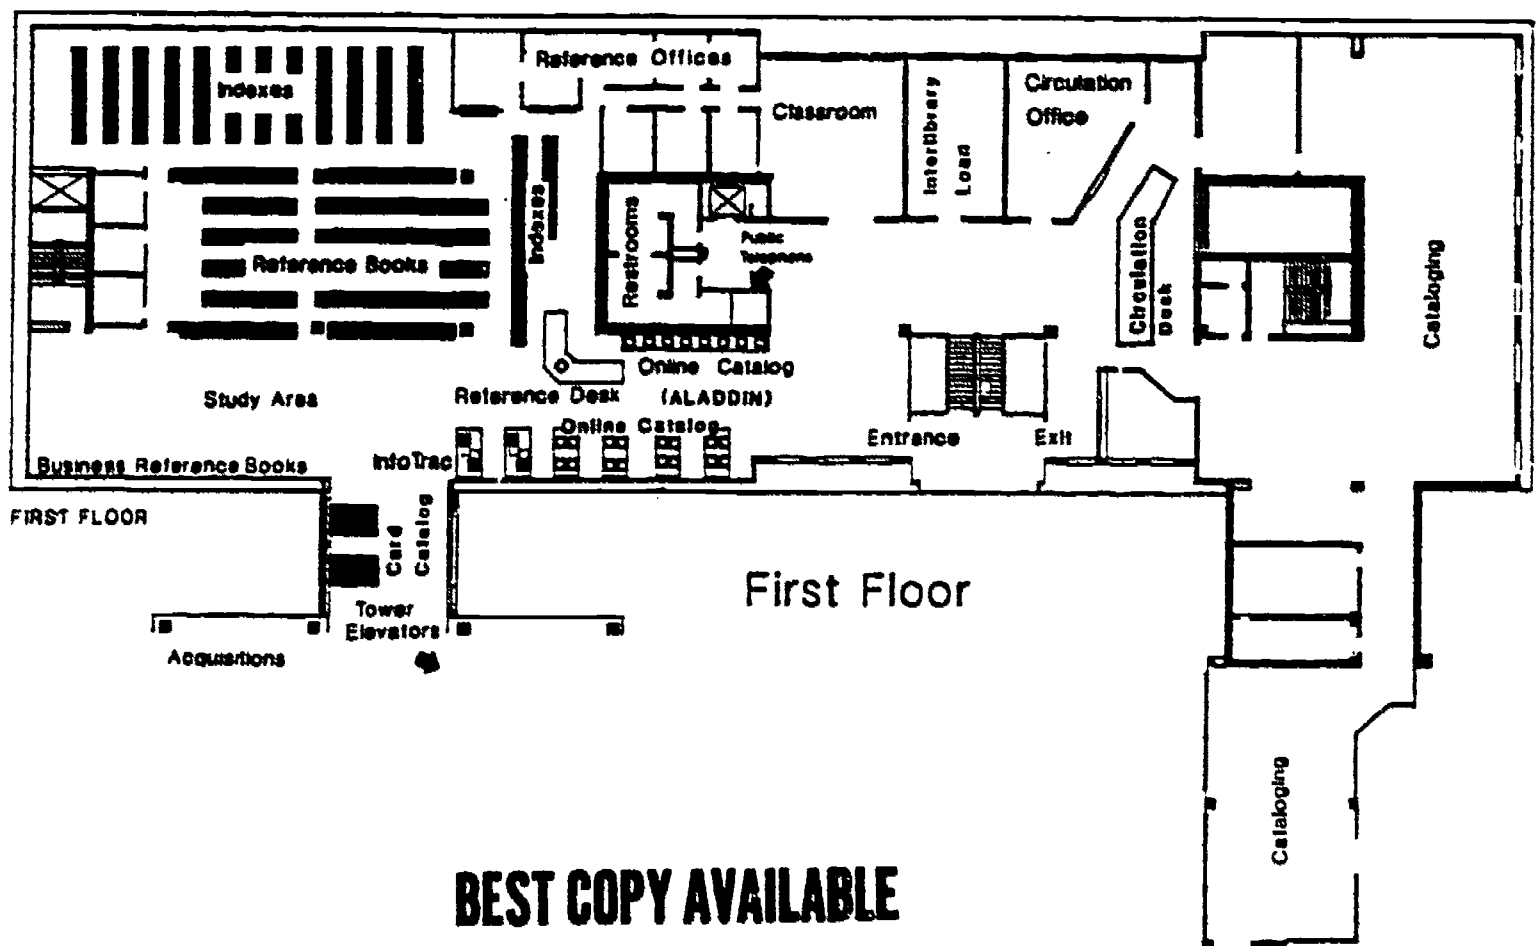 Reference Offices
Indexes
Classroom
Interlibrary
Load
Circulation
Office
Indexes
Restrooms
Public
Telephone
Reference Books
Circulation
Desk
Cataloging
Online Catalog
Study Area
Reference Desk
(ALADDIN)
Online Catalog
Entrance
Exit
Business Reference Books
InfoTrac
FIRST FLOOR
Card
Catalog
First Floor
Tower
Elevators
Acquisitions
Cataloging
BEST COPY AVAILABLE